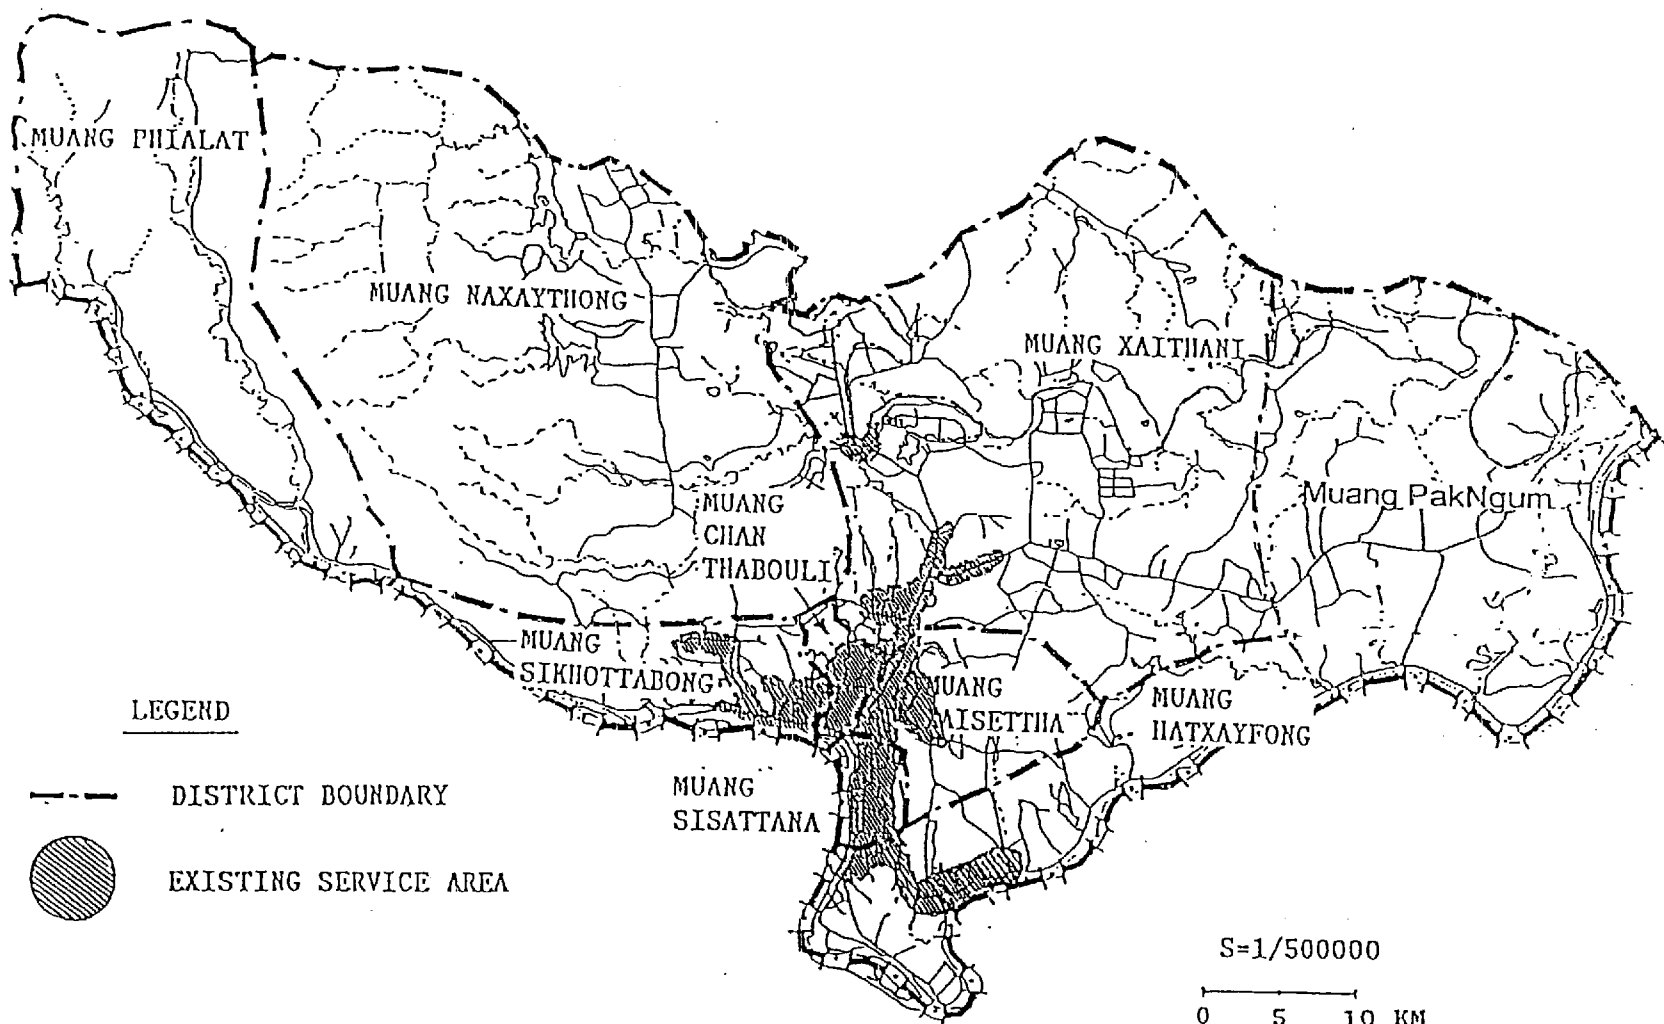 MUANG PHIALAT
MUANG NAXAYTHONG
MUANG XAITHANI
Muang PakNgum
MUANG
CHAN
THABOULI
MUANG
SIKHOTTABONG
MUANG
AISETTHA
MUANG
HATXAYFONG
MUANG
SISATTANA
LEGEND
DISTRICT BOUNDARY
EXISTING SERVICE AREA
S=1/500000
0 5 10 KM